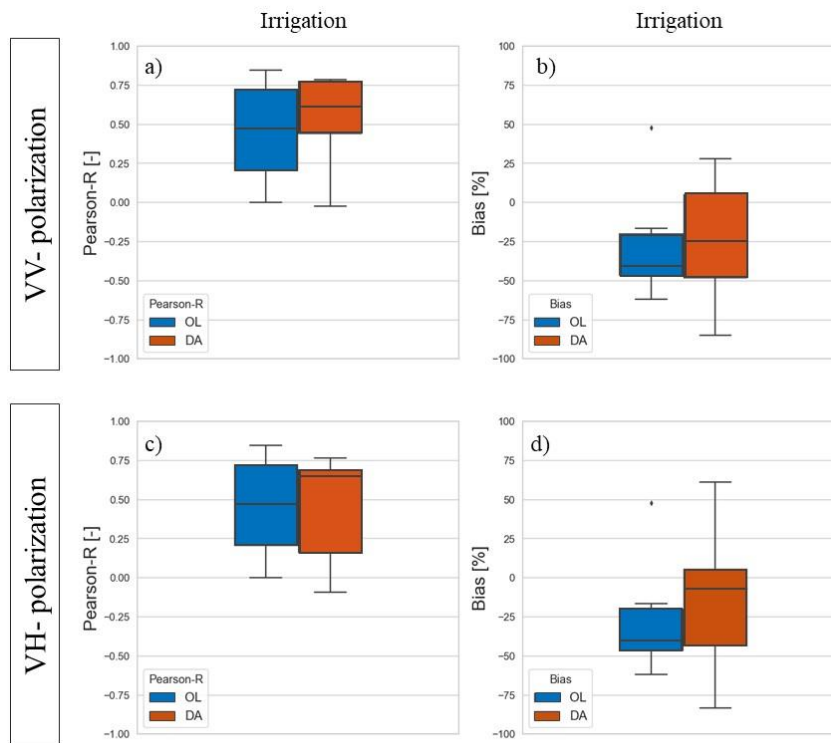 Irrigation
Irrigation
VV- polarization
a)
Pearson-R [-]
1.00
0.75
0.50
0.25
0.00
−0.25
−0.50
−0.75
−1.00
Pearson-R
OL
DA
b)
Bias [%]
100
75
50
25
0
−25
−50
−75
−100
Bias
OL
DA
VH- polarization
c)
Pearson-R [-]
1.00
0.75
0.50
0.25
0.00
−0.25
−0.50
−0.75
−1.00
Pearson-R
OL
DA
d)
Bias [%]
100
75
50
25
0
−25
−50
−75
−100
Bias
OL
DA